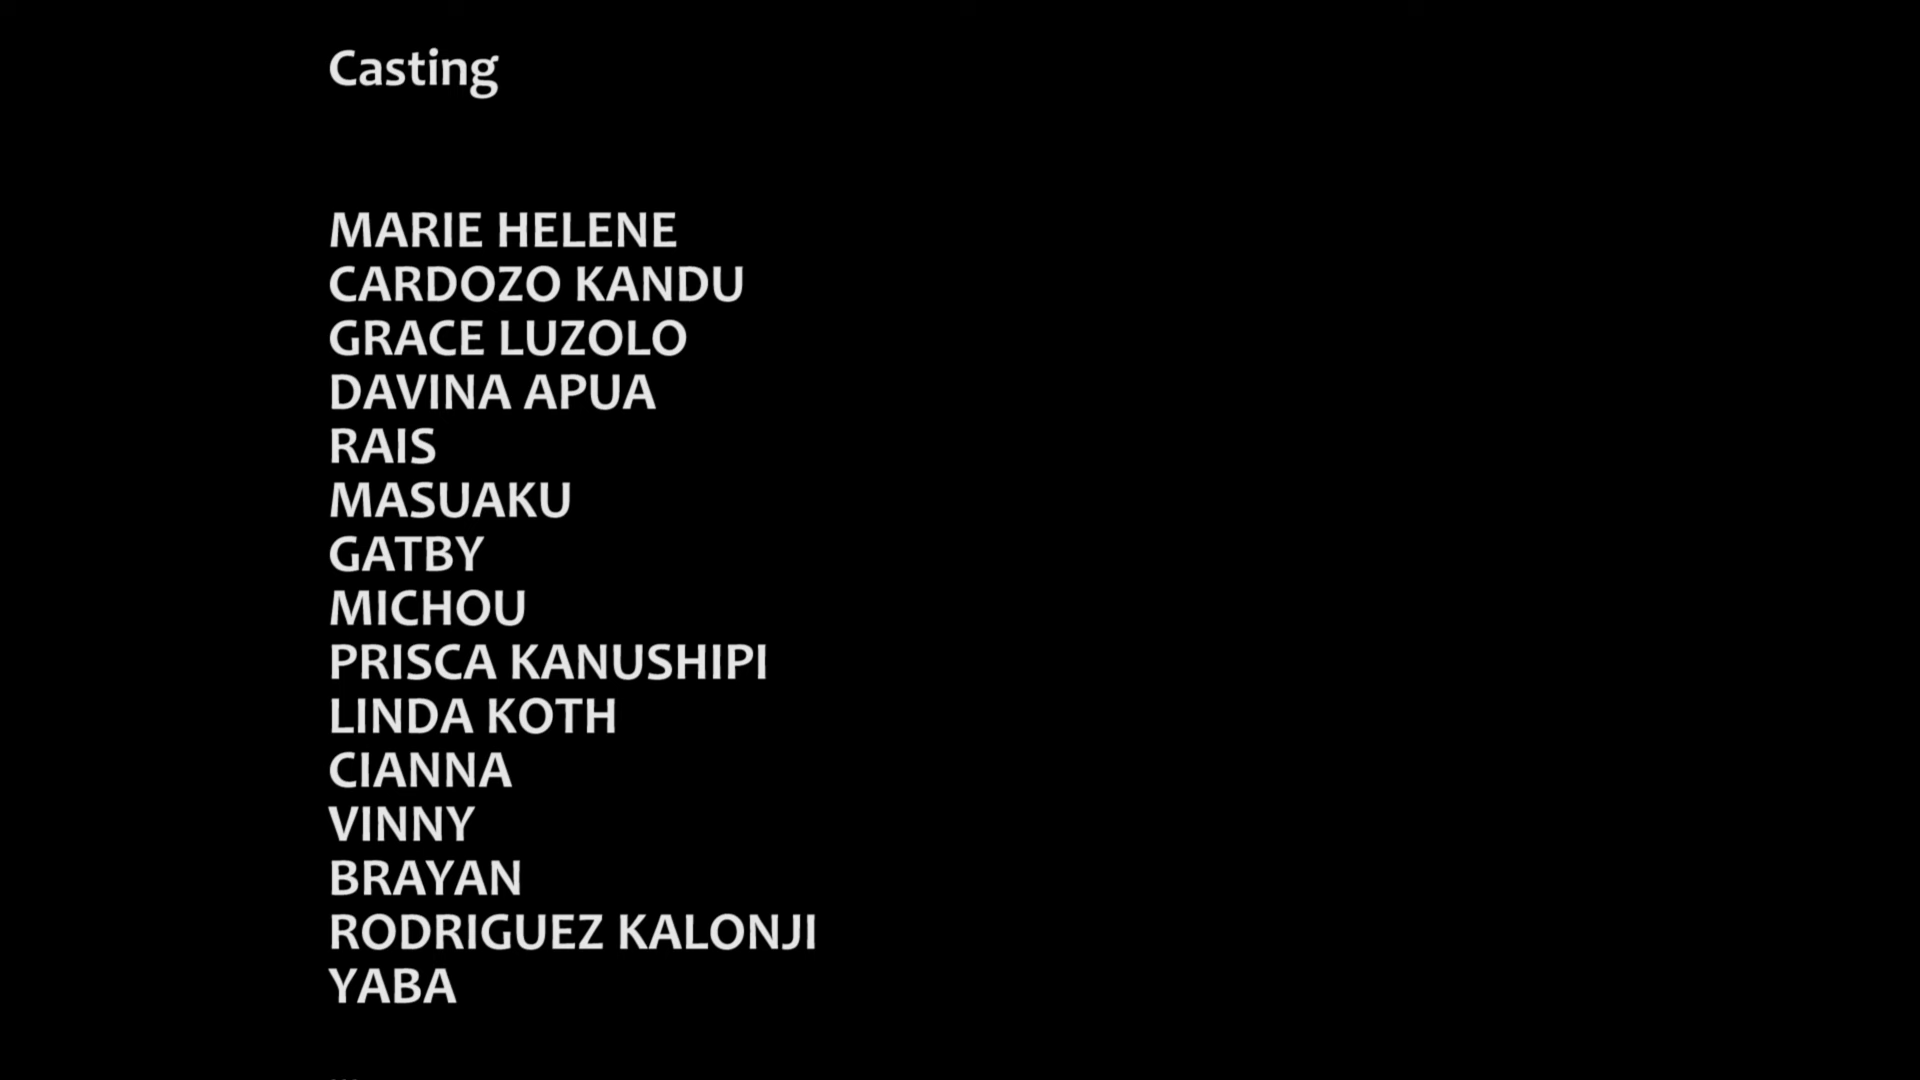 Casting
MARIE HELENE
CARDOZO KANDU
GRACE LUZOLO
DAVINA APUA
RAIS
MASUAKU
GATBY
MICHOU
PRISCA KANUSHIPI
LINDA KOTH
CIANNA
VINNY
BRAYAN
RODRIGUEZ KALONJI
YABA